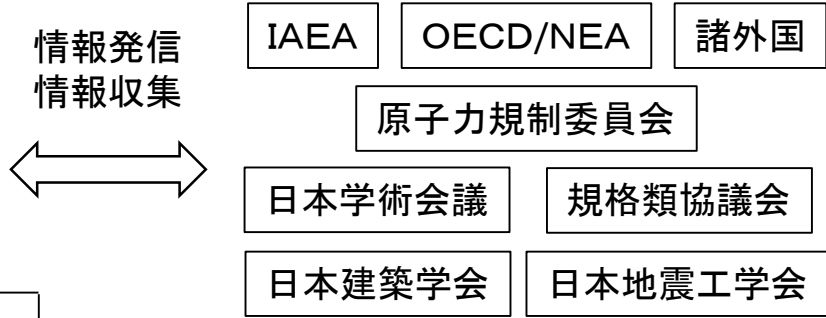 情報発信
情報収集
IAEA OECD/NEA 諸外国
原子力規制委員会
日本学術会議 規格類協議会
日本建築学会 日本地震工学会